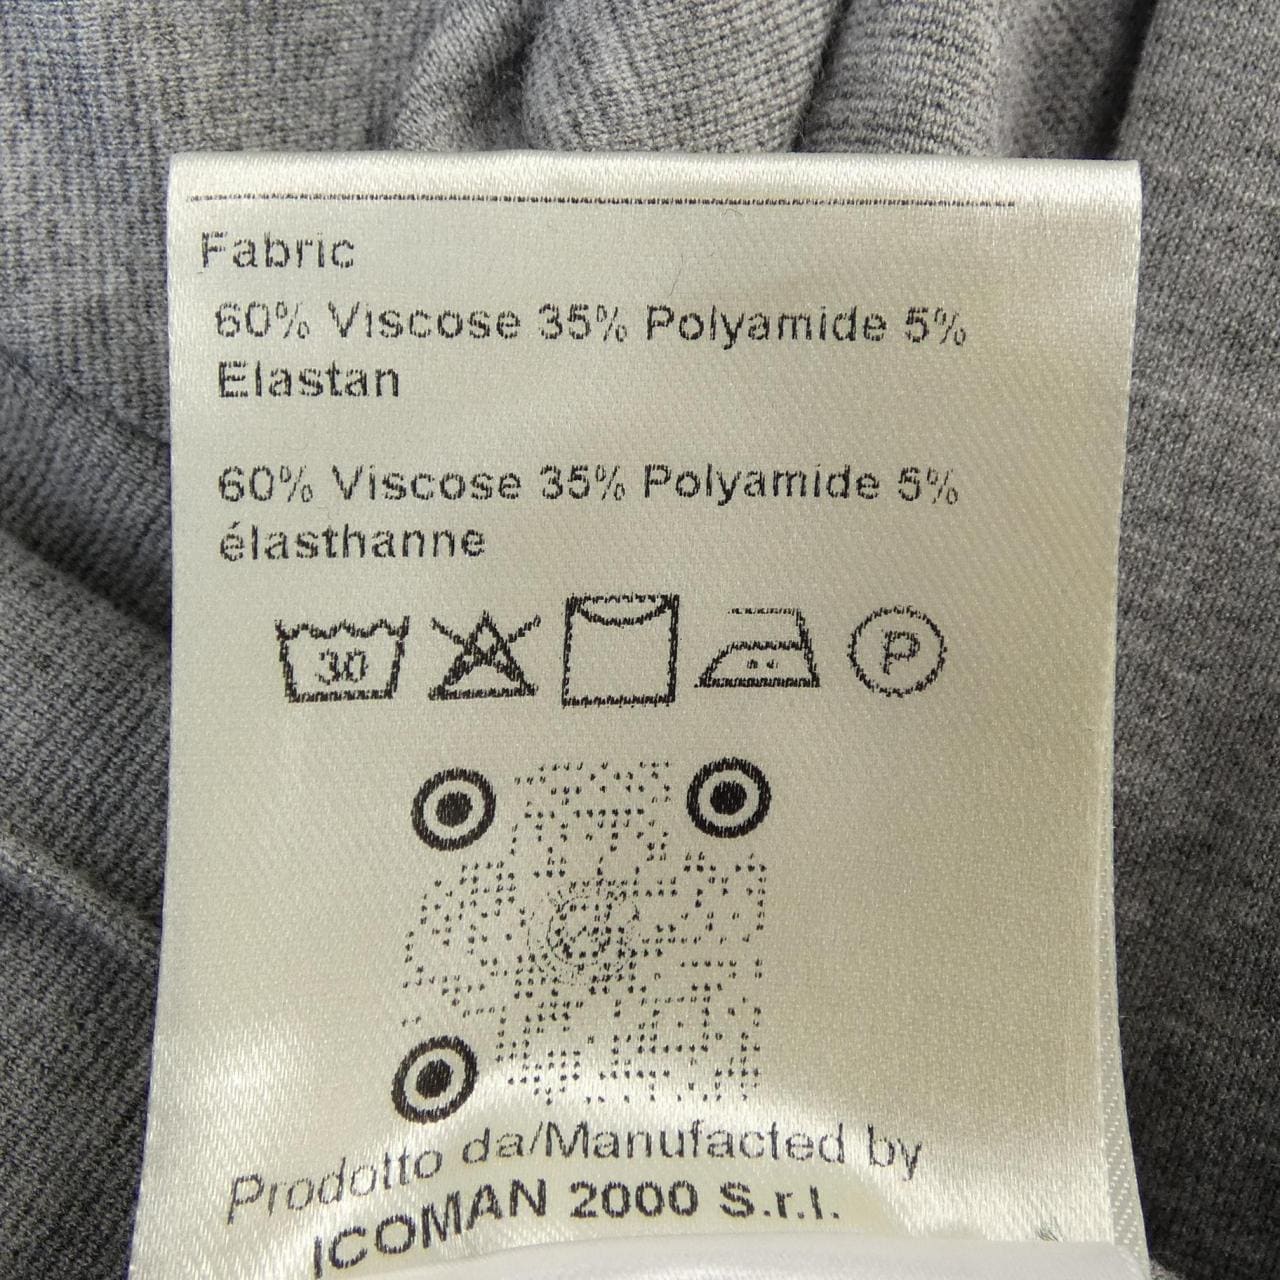 Fabric
60% Viscose 35% Polyamide 5%
Elastan
60% Viscose 35% Polyamide 5%
élasthanne
30 P
Prodotto da/Manufacted by
ICOMAN 2000 S.r.l.